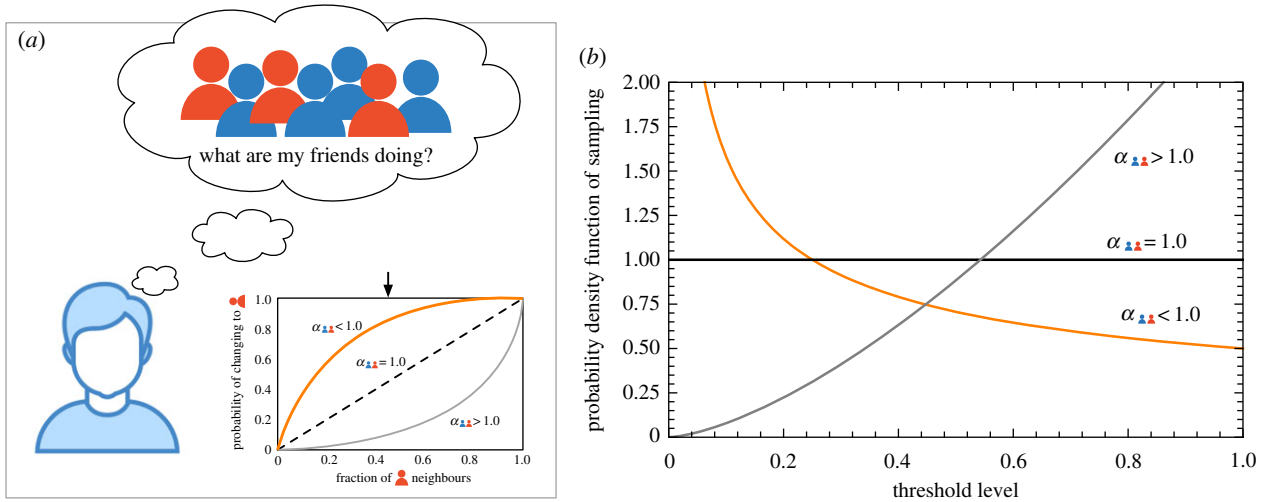 (a)
what are my friends doing?
probability of changing to
1.0
0.8
0.6
0.4
0.2
0
α < 1.0
α = 1.0
α > 1.0
0 0.2 0.4 0.6 0.8 1.0
fraction of neighbours
(b)
probability density function of sampling
2.00
1.75
1.50
1.25
1.00
0.75
0.50
0.25
0
α > 1.0
α = 1.0
α < 1.0
0 0.2 0.4 0.6 0.8 1.0
threshold level